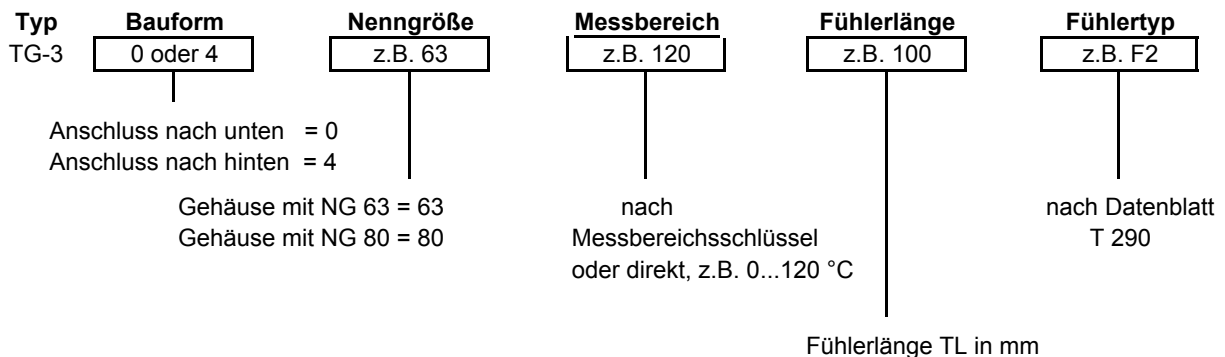 Typ Bauform Nenngröße Messbereich Fühlerlänge Fühlertyp
TG-3 0 oder 4 z.B. 63 z.B. 120 z.B. 100 z.B. F2
Anschluss nach unten = 0
Anschluss nach hinten = 4
Gehäuse mit NG 63 = 63 nach nach Datenblatt
Gehäuse mit NG 80 = 80 Messbereichsschlüssel T 290
oder direkt, z.B. 0...120 °C
Fühlerlänge TL in mm